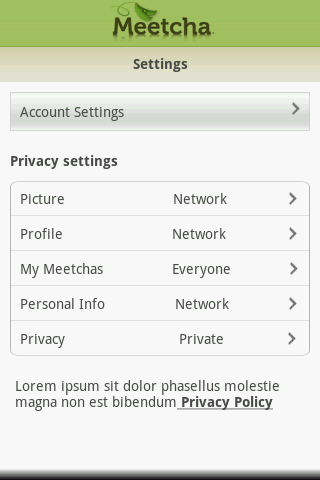 Meetcha
Settings
Account Settings
Privacy settings
Picture Network
Profile Network
My Meetchas Everyone
Personal Info Network
Privacy Private
Lorem ipsum sit dolor phasellus molestie
magna non est bibendum Privacy Policy